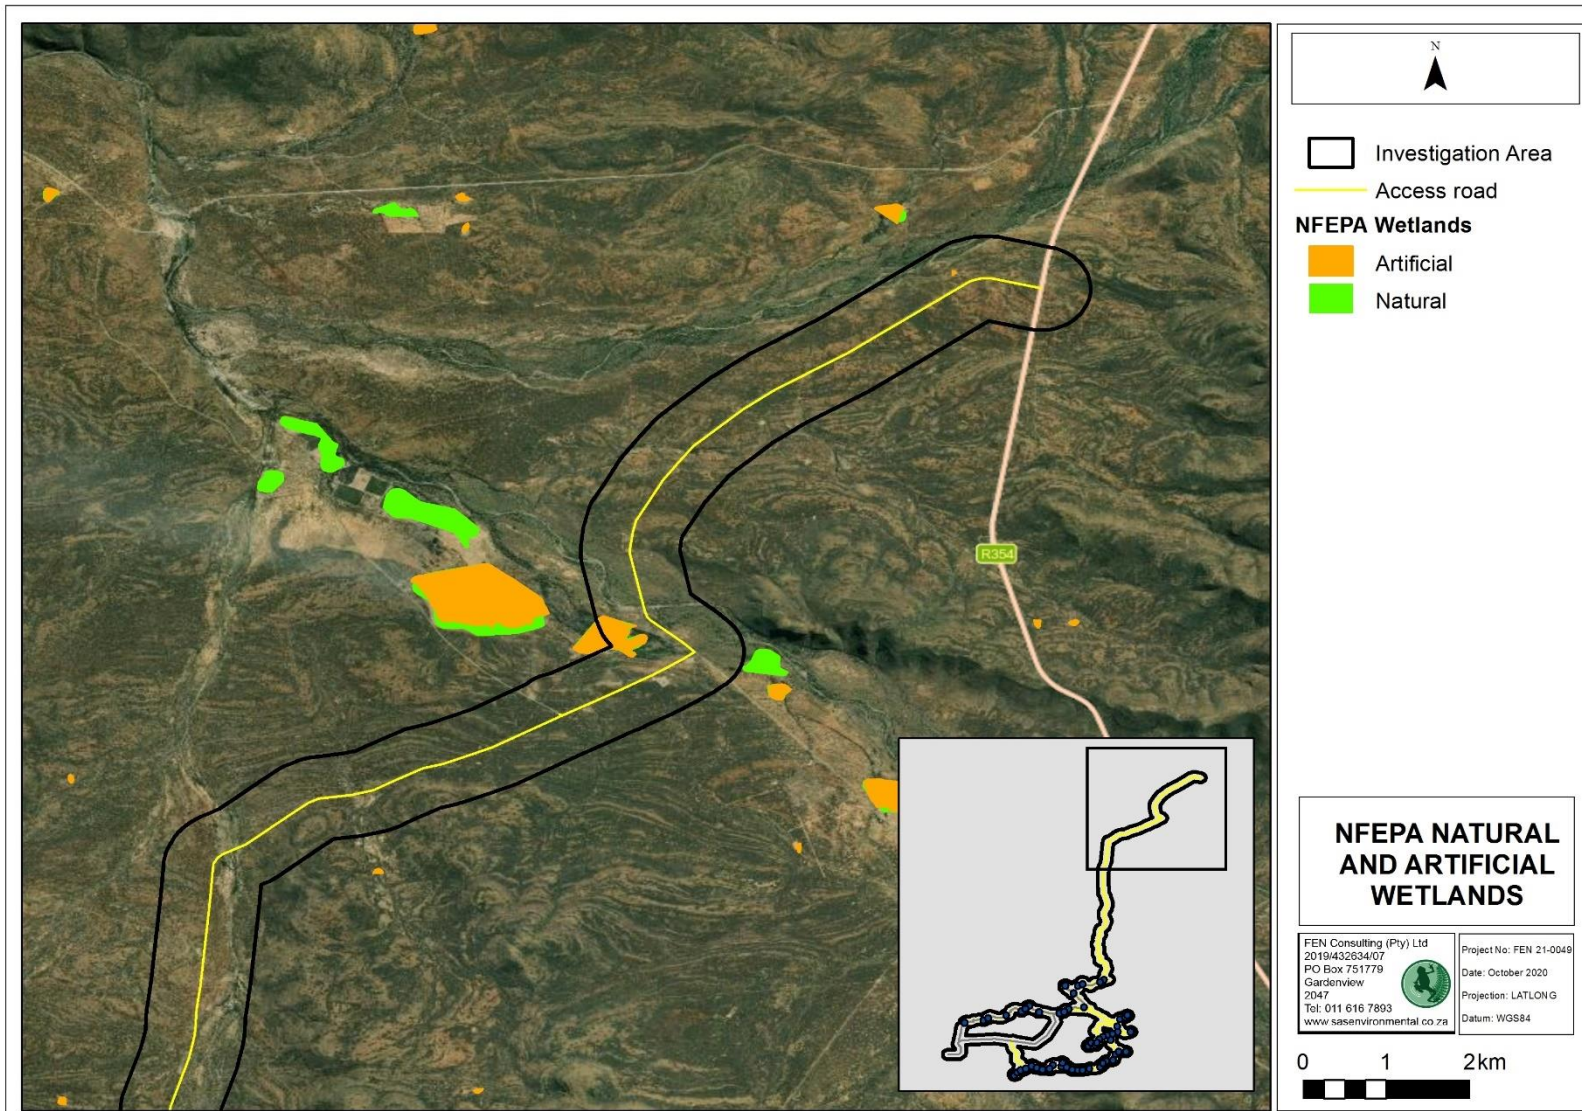 N
Investigation Area
Access road
NFEPA Wetlands
Artificial
Natural
R354
NFEPA NATURAL
AND ARTIFICIAL
WETLANDS
FEN Consulting (Pty) Ltd
2019/432634/07
PO Box 751779
Gardenview
2047
Tel: 011 616 7893
www.sasenvironmental.co.za
Project No: FEN 21-0049
Date: October 2020
Projection: LATLONG
Datum: WGS84
0 1 2km